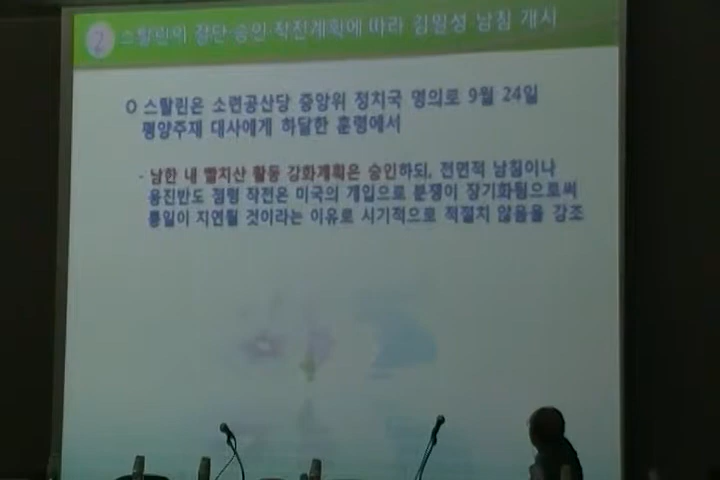 2 스탈린의 결단·승인·작전계획에 따라 김일성 남침 개시
O 스탈린은 소련공산당 중앙위 정치국 명의로 9월 24일
평양주재 대사에게 하달한 훈령에서
- 남한 내 빨치산 활동 강화계획은 승인하되, 전면적 남침이나
옹진반도 점령 작전은 미국의 개입으로 분쟁이 장기화됨으로써
통일이 지연될 것이라는 이유로 시기적으로 적절치 않음을 강조